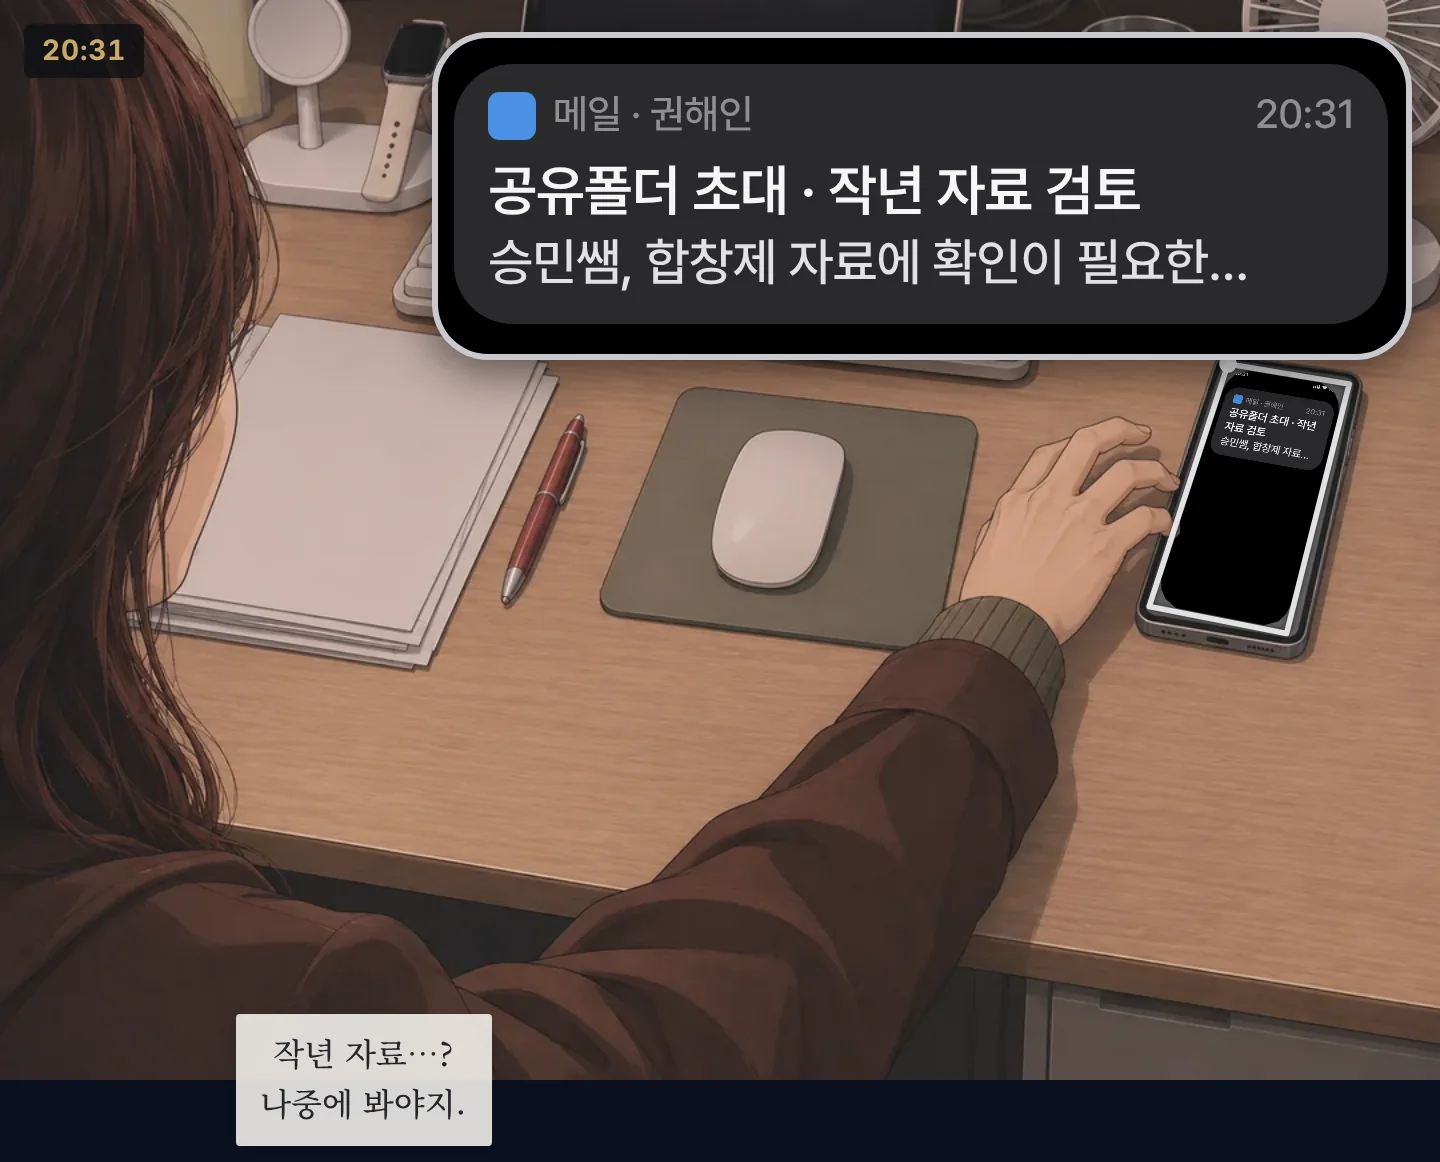 20:31
메일 · 권해인 20:31
공유폴더 초대 · 작년 자료 검토
승민쌤, 합창제 자료에 확인이 필요한...
메일 · 권해인 20:31
공유폴더 초대 · 작년
자료 검토
승민쌤, 합창제 자료...
작년 자료…?
나중에 봐야지.